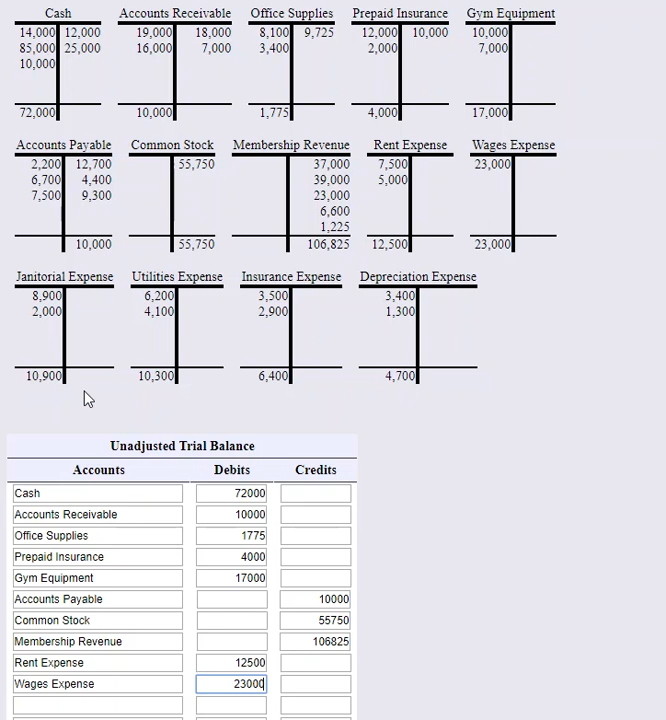 Cash Accounts Receivable Office Supplies Prepaid Insurance Gym Equipment
14,000 12,000 19,000 18,000 8,100 9,725 12,000 10,000 10,000
85,000 25,000 16,000 7,000 3,400 2,000 7,000
10,000
72,000 10,000 1,775 4,000 17,000
Accounts Payable Common Stock Membership Revenue Rent Expense Wages Expense
2,200 12,700 55,750 37,000 7,500 23,000
6,700 4,400 39,000 5,000
7,500 9,300 23,000
6,600
1,225
10,000 55,750 106,825 12,500 23,000
Janitorial Expense Utilities Expense Insurance Expense Depreciation Expense
8,900 6,200 3,500 3,400
2,000 4,100 2,900 1,300
10,900 10,300 6,400 4,700
Unadjusted Trial Balance
Accounts Debits Credits
Cash 72000
Accounts Receivable 10000
Office Supplies 1775
Prepaid Insurance 4000
Gym Equipment 17000
Accounts Payable 10000
Common Stock 55750
Membership Revenue 106825
Rent Expense 12500
Wages Expense 23000